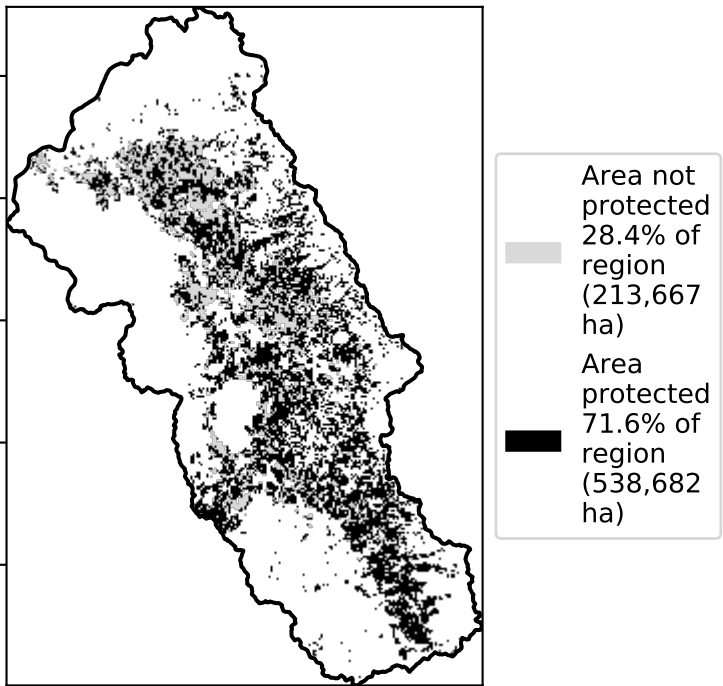 Area not
protected
28.4% of
region
(213,667
ha)
Area
protected
71.6% of
region
(538,682
ha)